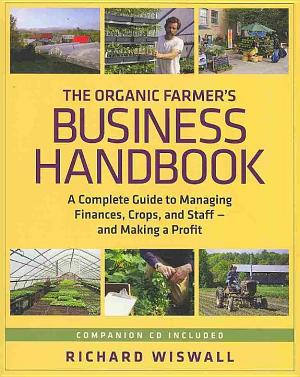 THE ORGANIC FARMER'S
BUSINESS
HANDBOOK
A Complete Guide to Managing
Finances, Crops, and Staff –
and Making a Profit
COMPANION CD INCLUDED
RICHARD WISWALL